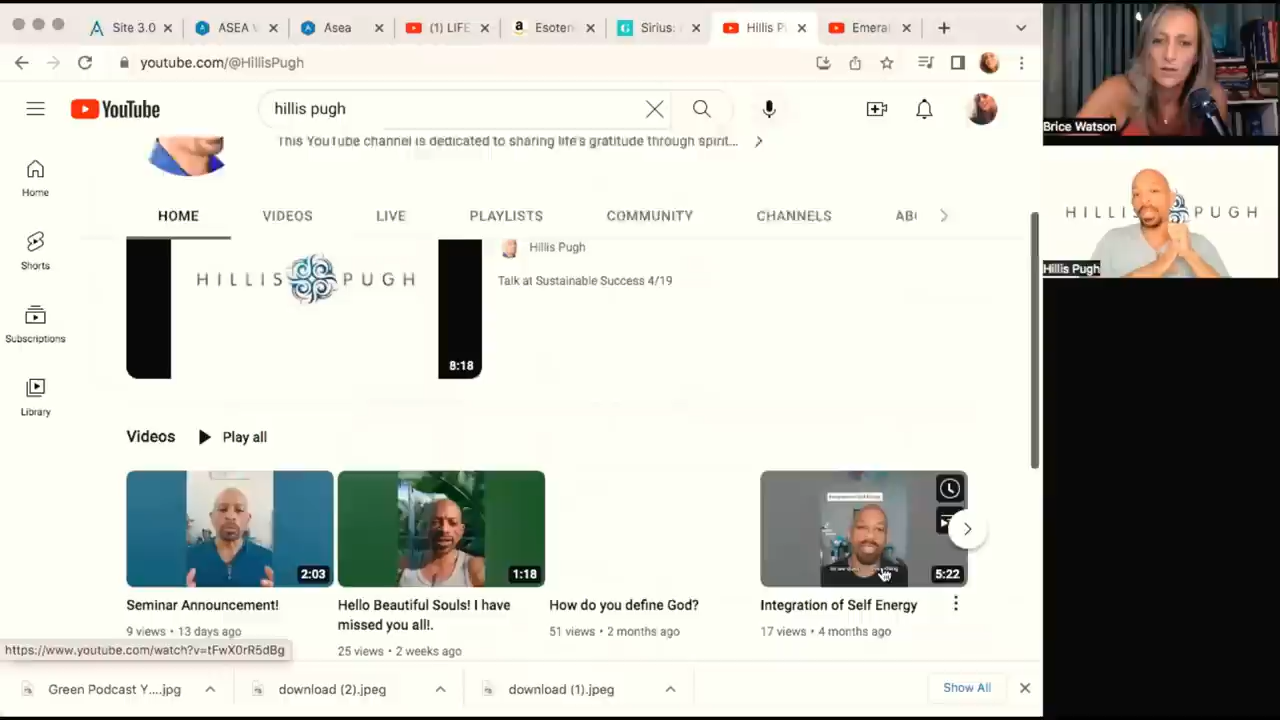 Site 3.0
ASEA V
Asea
(1) LIFE
Esoter
Sirius:
Hillis P
Emeral
youtube.com/@HillisPugh
YouTube
hillis pugh
This YouTube channel is dedicated to sharing life's gratitude through spirit...
Home
Shorts
Subscriptions
Library
HOME
VIDEOS
LIVE
PLAYLISTS
COMMUNITY
CHANNELS
HILLIS PUGH
8:18
Hillis Pugh
Talk at Sustainable Success 4/19
Videos
Play all
2:03
1:18
5:22
Seminar Announcement!
9 views • 13 days ago
Hello Beautiful Souls! I have
missed you all!.
25 views • 2 weeks ago
How do you define God?
51 views • 2 months ago
Integration of Self Energy
17 views • 4 months ago
https://www.youtube.com/watch?v=tFwX0rR5dBg
Green Podcast Y....jpg
download (2).jpeg
download (1).jpeg
Show All
Brice Watson
HILLIS PUGH
Hillis Pugh